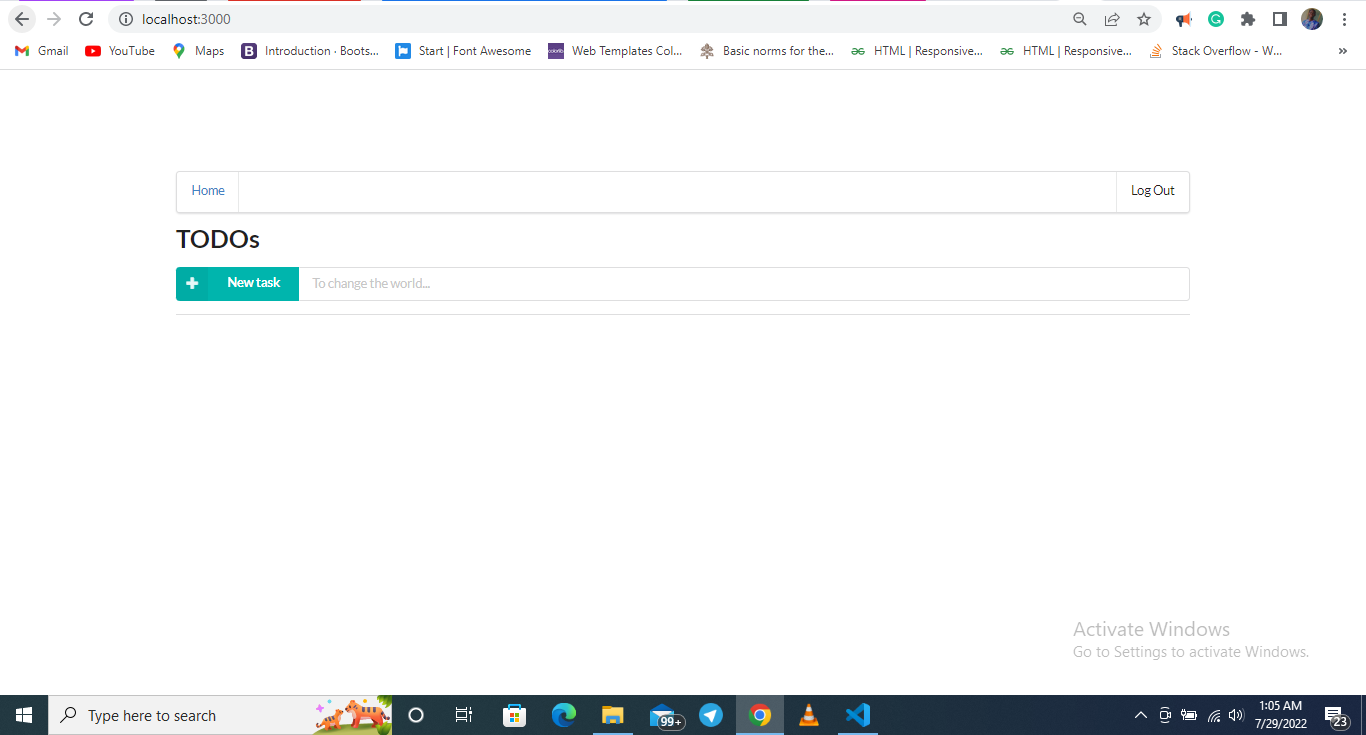 localhost:3000
Gmail YouTube Maps B Introduction · Boots... Start | Font Awesome Web Templates Col... Basic norms for the... HTML | Responsive... HTML | Responsive... Stack Overflow - W... »
Home Log Out
TODOs
New task To change the world...
Activate Windows
Go to Settings to activate Windows.
Type here to search 99+ 1:05 AM
7/29/2022 23